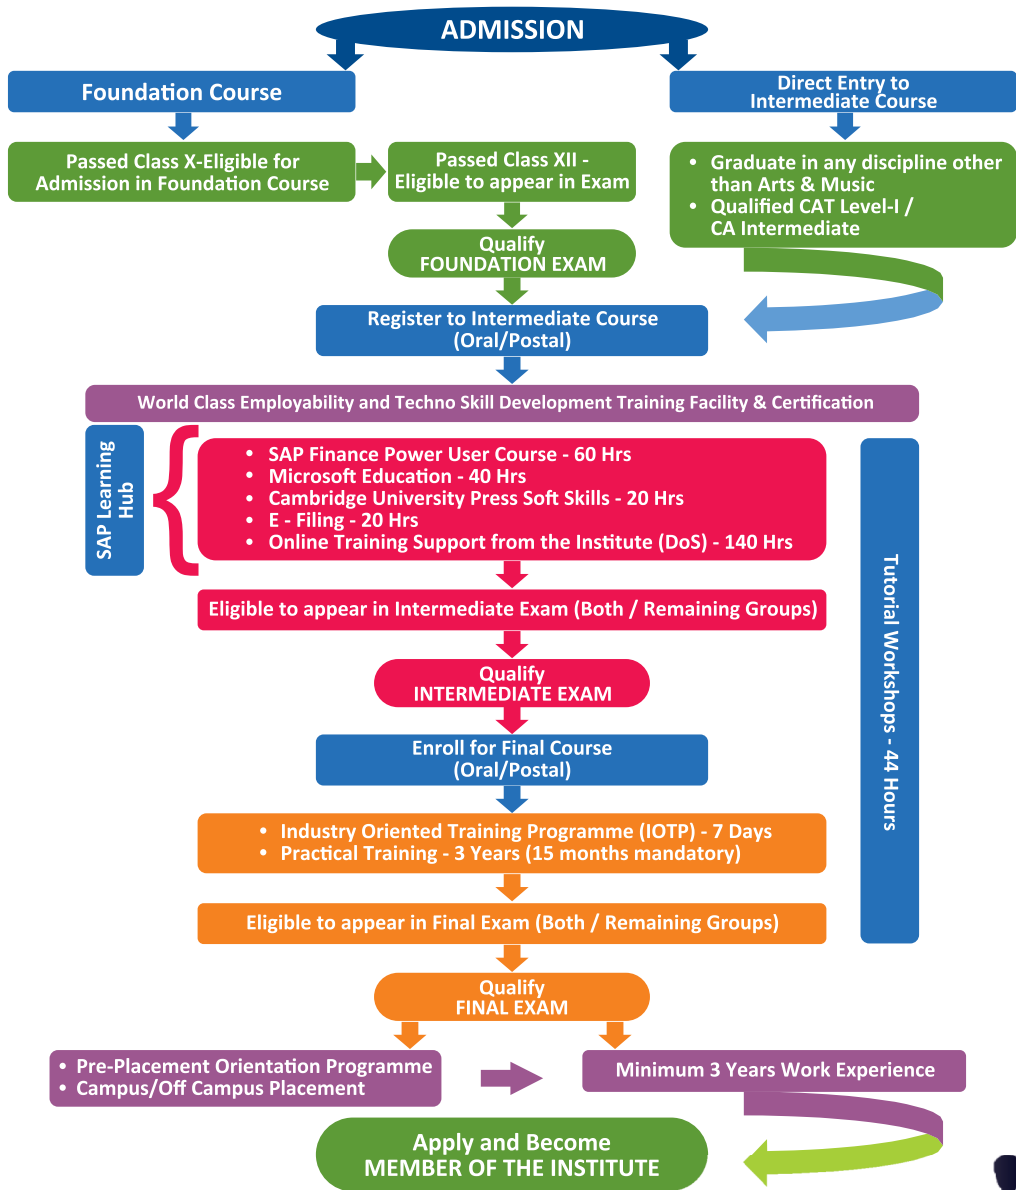 ADMISSION
Foundation Course
Direct Entry to
Intermediate Course
Passed Class X-Eligible for
Admission in Foundation Course
Passed Class XII -
Eligible to appear in Exam
• Graduate in any discipline other
than Arts & Music
• Qualified CAT Level-I /
CA Intermediate
Qualify
FOUNDATION EXAM
Register to Intermediate Course
(Oral/Postal)
World Class Employability and Techno Skill Development Training Facility & Certification
SAP Learning
Hub
• SAP Finance Power User Course - 60 Hrs
• Microsoft Education - 40 Hrs
• Cambridge University Press Soft Skills - 20 Hrs
• E - Filing - 20 Hrs
• Online Training Support from the Institute (DoS) - 140 Hrs
Tutorial Workshops - 44 Hours
Eligible to appear in Intermediate Exam (Both / Remaining Groups)
Qualify
INTERMEDIATE EXAM
Enroll for Final Course
(Oral/Postal)
• Industry Oriented Training Programme (IOTP) - 7 Days
• Practical Training - 3 Years (15 months mandatory)
Eligible to appear in Final Exam (Both / Remaining Groups)
Qualify
FINAL EXAM
• Pre-Placement Orientation Programme
• Campus/Off Campus Placement
Minimum 3 Years Work Experience
Apply and Become
MEMBER OF THE INSTITUTE